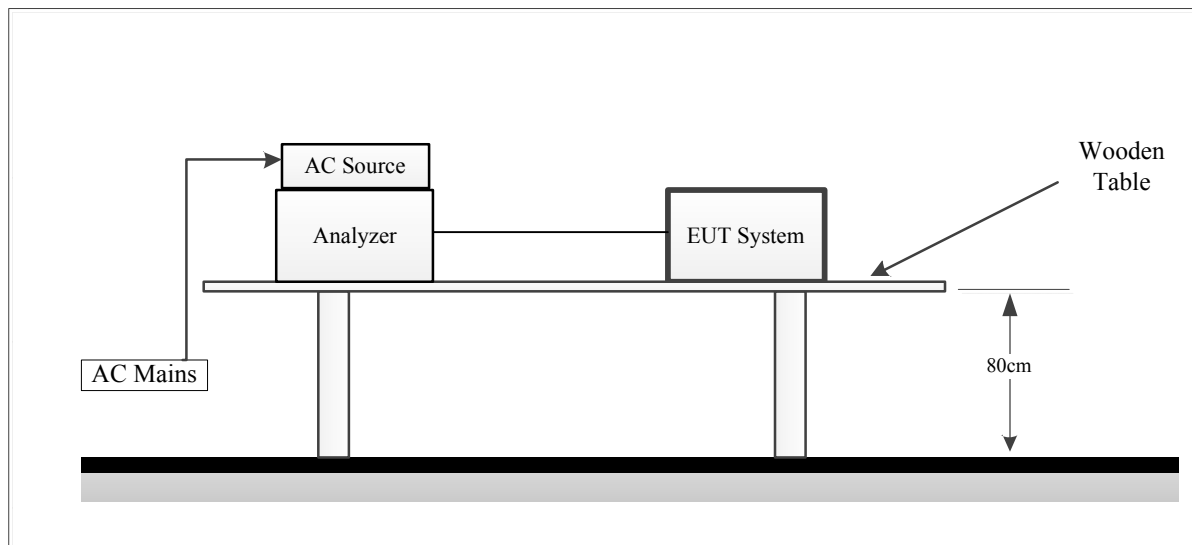 AC Source
Analyzer
EUT System
Wooden
Table
AC Mains
80cm